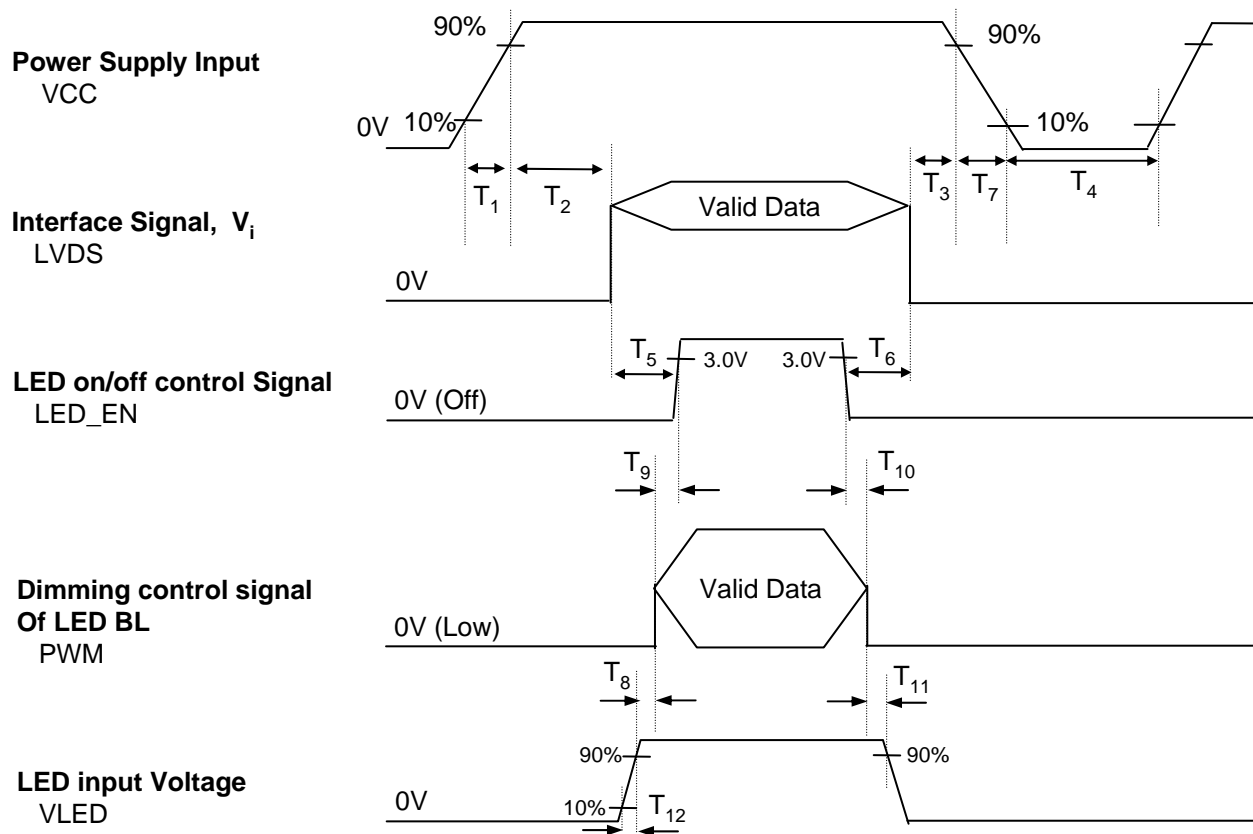 90%
90%
Power Supply Input
VCC
0V
10%
10%
T1
T2
T3
T7
T4
Interface Signal, Vi
LVDS
Valid Data
0V
T5
3.0V
3.0V
T6
LED on/off control Signal
LED_EN
0V (Off)
T9
T10
Dimming control signal
Of LED BL
PWM
Valid Data
0V (Low)
T8
T11
90%
90%
LED input Voltage
VLED
0V
10%
T12